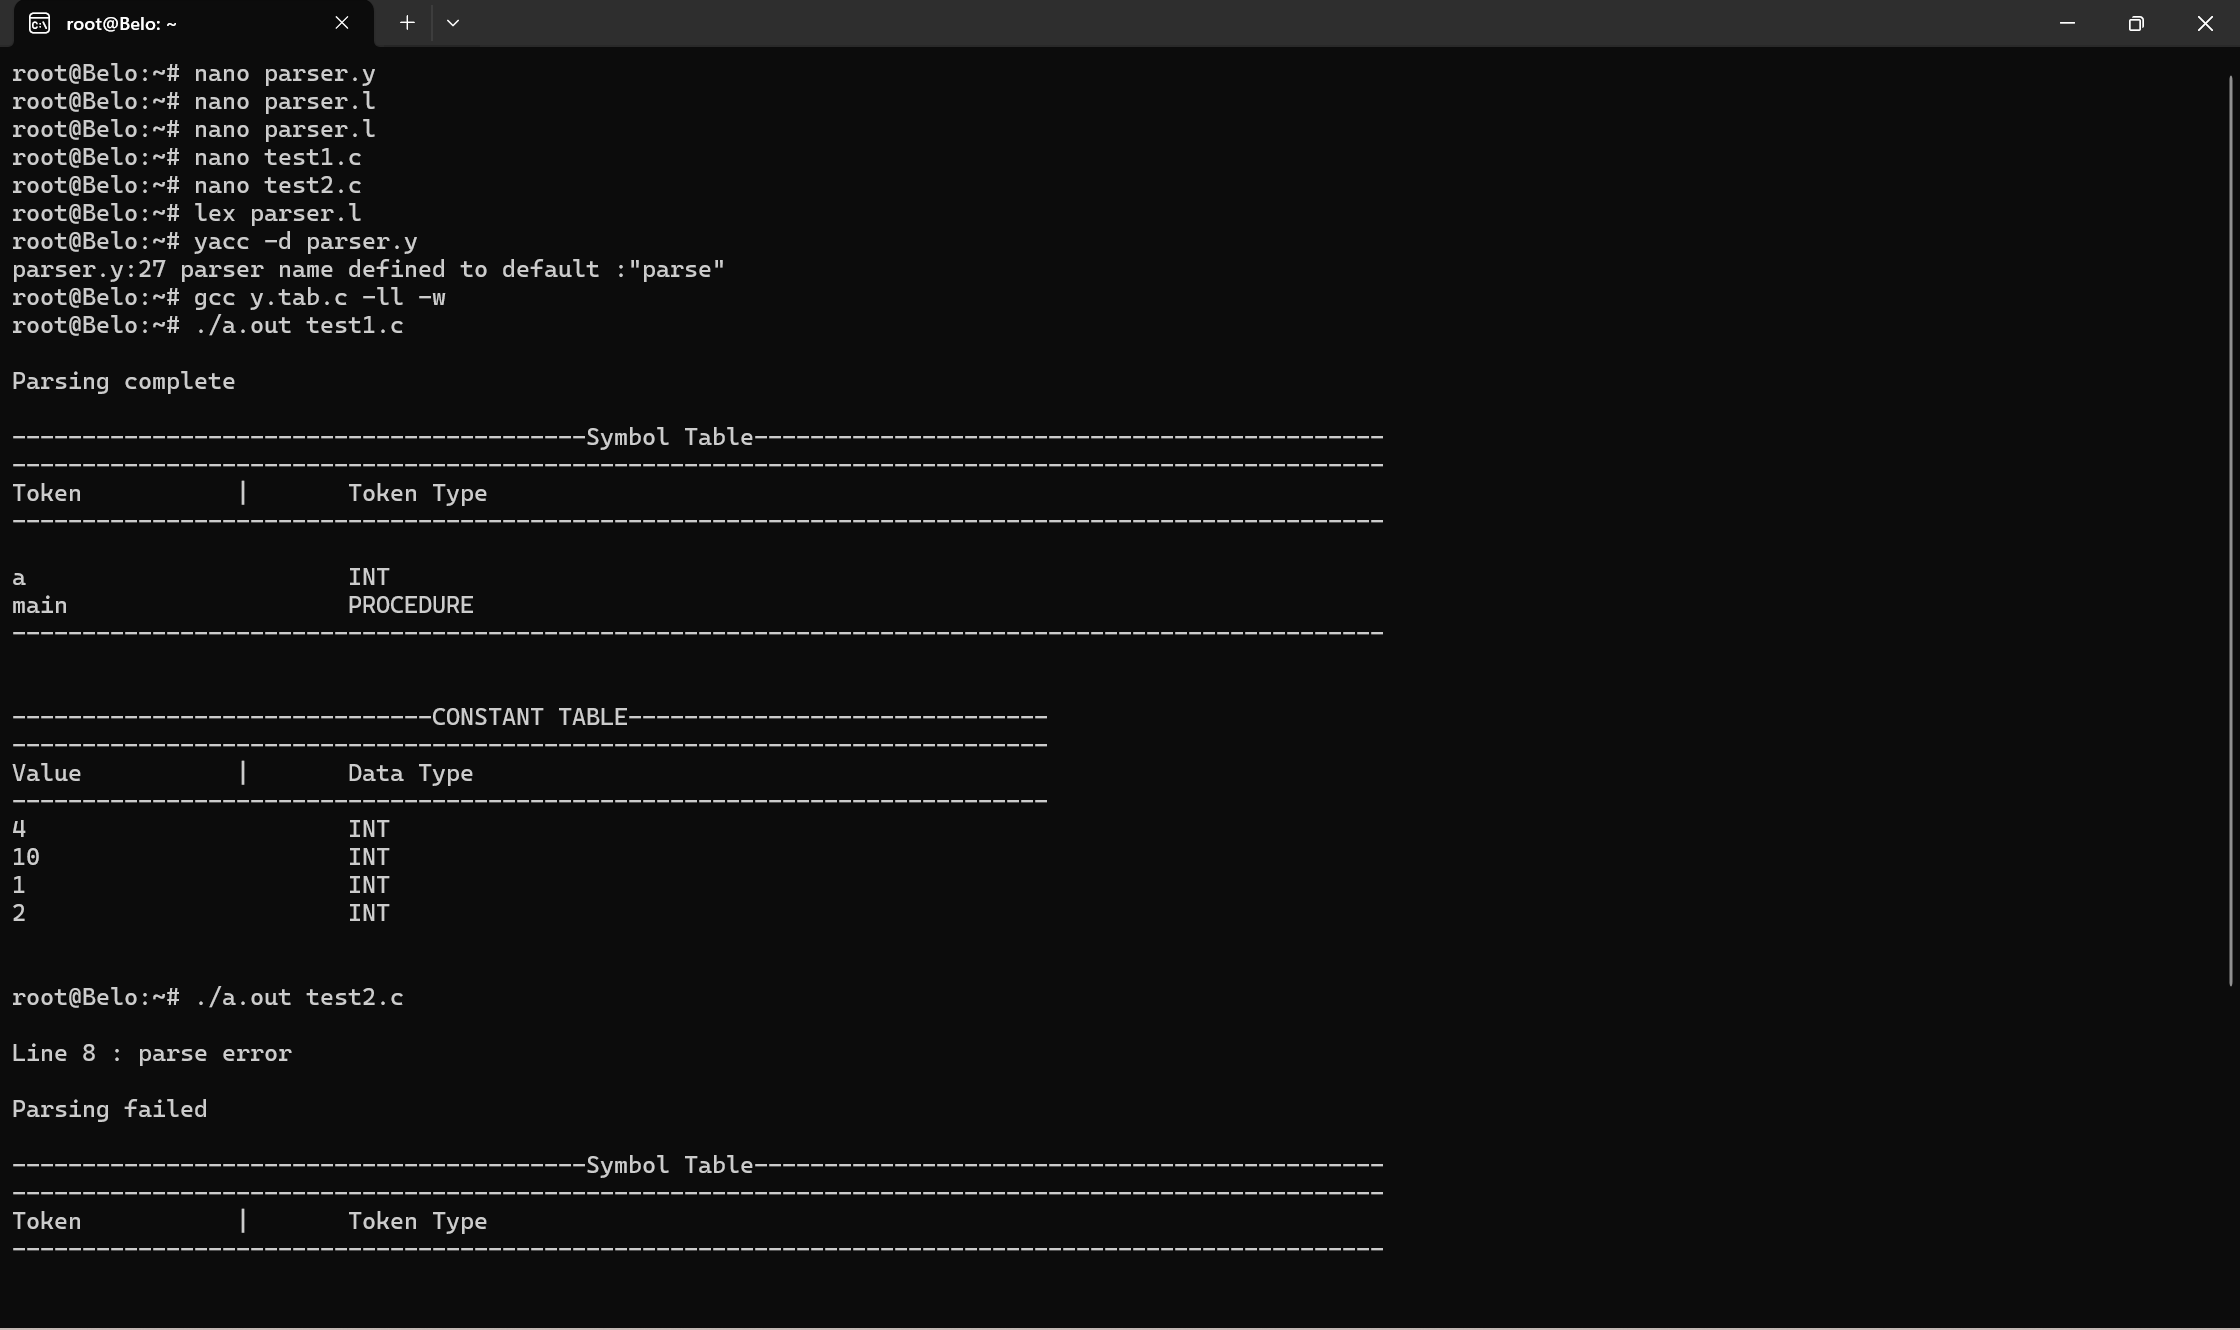 root@Belo: ~
root@Belo:~# nano parser.y
root@Belo:~# nano parser.l
root@Belo:~# nano parser.l
root@Belo:~# nano test1.c
root@Belo:~# nano test2.c
root@Belo:~# lex parser.l
root@Belo:~# yacc -d parser.y
parser.y:27 parser name defined to default :"parse"
root@Belo:~# gcc y.tab.c -ll -w
root@Belo:~# ./a.out test1.c
Parsing complete
-----------------------------------------Symbol Table---------------------------------------------
--------------------------------------------------------------------------------------------------
Token           |       Token Type
--------------------------------------------------------------------------------------------------
a                       INT
main                    PROCEDURE
--------------------------------------------------------------------------------------------------
------------------------------CONSTANT TABLE------------------------------
--------------------------------------------------------------------------
Value           |       Data Type
--------------------------------------------------------------------------
4                       INT
10                      INT
1                       INT
2                       INT
root@Belo:~# ./a.out test2.c
Line 8 : parse error
Parsing failed
-----------------------------------------Symbol Table---------------------------------------------
--------------------------------------------------------------------------------------------------
Token           |       Token Type
--------------------------------------------------------------------------------------------------